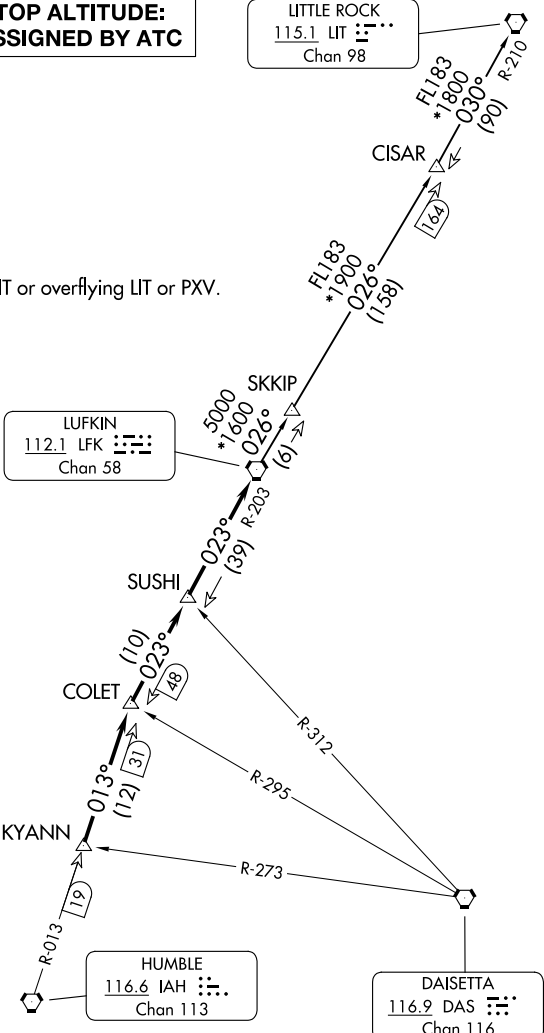 TOP ALTITUDE:
SSIGNED BY ATC
LITTLE ROCK
115.1 LIT
Chan 98
R-210
FL183
*1800
030°
(90)
CISAR
164
IT or overflying LIT or PXV.
FL183
*1900
026°
(158)
SKKIP
5000
*1600
026°
(6)
LUFKIN
112.1 LFK
Chan 58
R-203
023°
(39)
SUSHI
(10)
023°
COLET
48
R-312
31
013°
(12)
R-295
KYANN
R-273
19
R-013
HUMBLE
116.6 IAH
Chan 113
DAISETTA
116.9 DAS
Chan 116